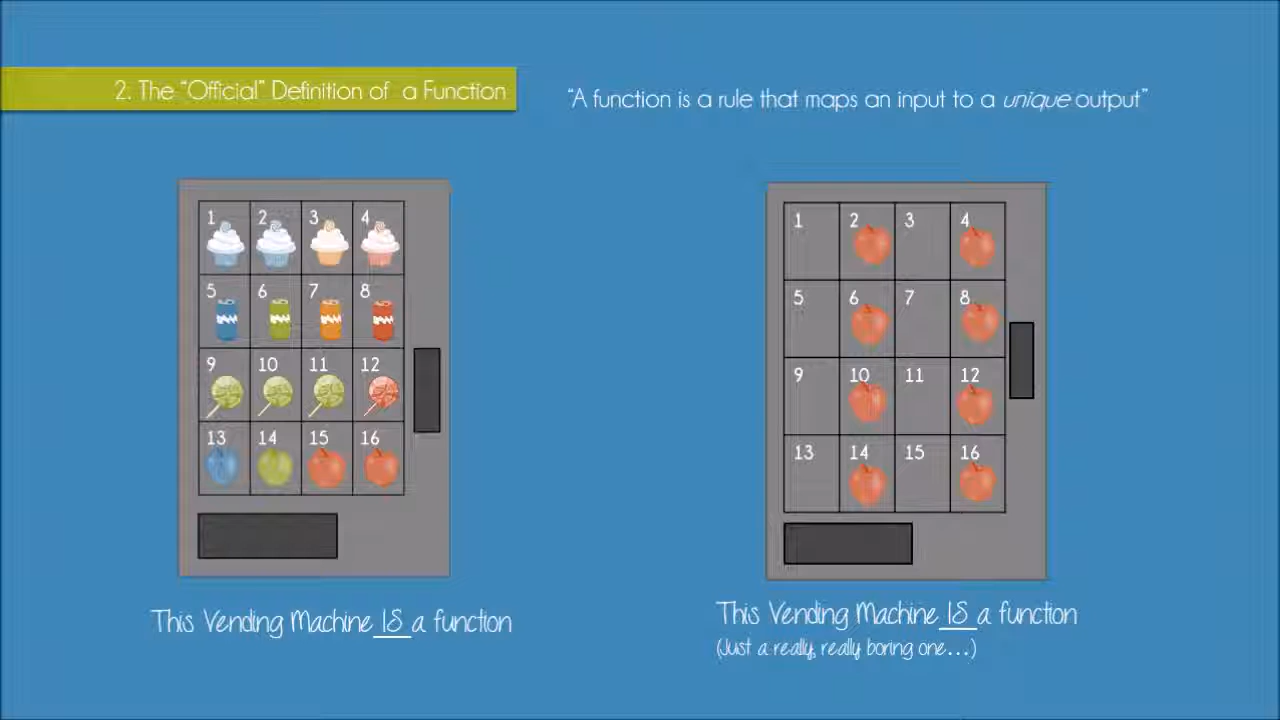 2. The “Official” Definition of a Function
“A function is a rule that maps an input to a unique output”
1 2 3 4
5 6 7 8
9 10 11 12
13 14 15 16
This Vending Machine IS a function
1 2 3 4
5 6 7 8
9 10 11 12
13 14 15 16
This Vending Machine IS a function
(Just a really, really boring one...)